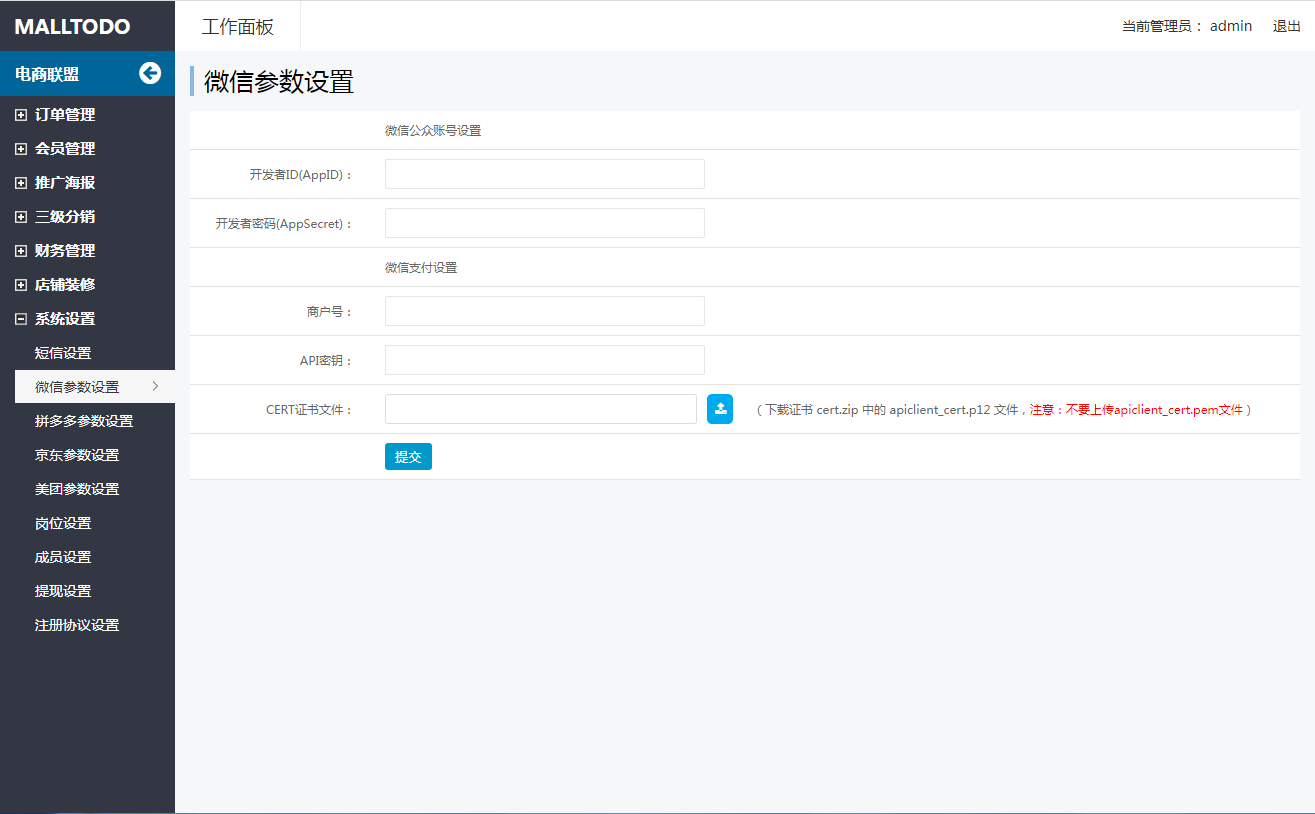 MALLTODO
工作面板
当前管理员： admin 退出
电商联盟
订单管理
会员管理
推广海报
三级分销
财务管理
店铺装修
系统设置
短信设置
微信参数设置
拼多多参数设置
京东参数设置
美团参数设置
岗位设置
成员设置
提现设置
注册协议设置
微信参数设置
微信公众账号设置
开发者ID(AppID)：
开发者密码(AppSecret)：
微信支付设置
商户号：
API密钥：
CERT证书文件：
（下载证书 cert.zip 中的 apiclient_cert.p12 文件，注意：不要上传apiclient_cert.pem文件）
提交